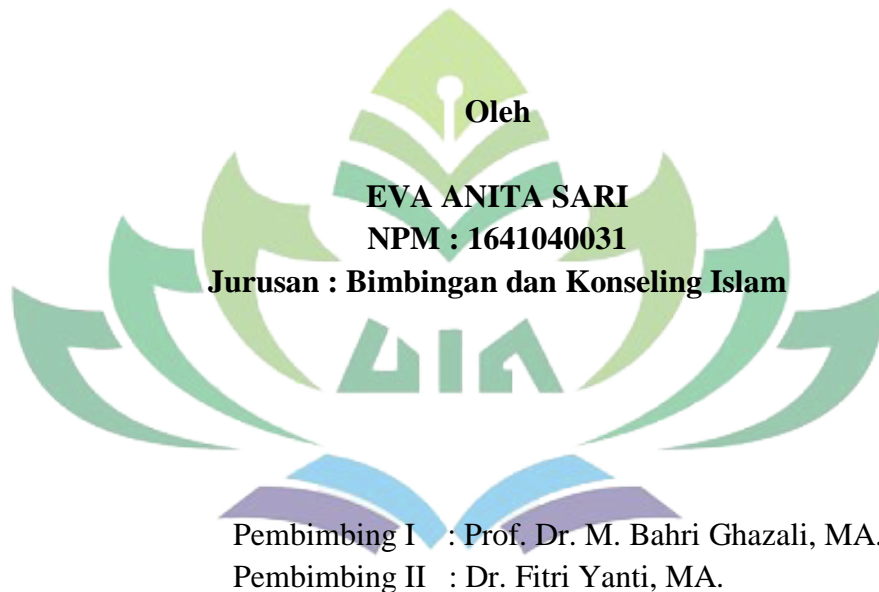 Oleh
EVA ANITA SARI
NPM : 1641040031
Jurusan : Bimbingan dan Konseling Islam
UIN
Pembimbing I : Prof. Dr. M. Bahri Ghazali, MA.
Pembimbing II : Dr. Fitri Yanti, MA.